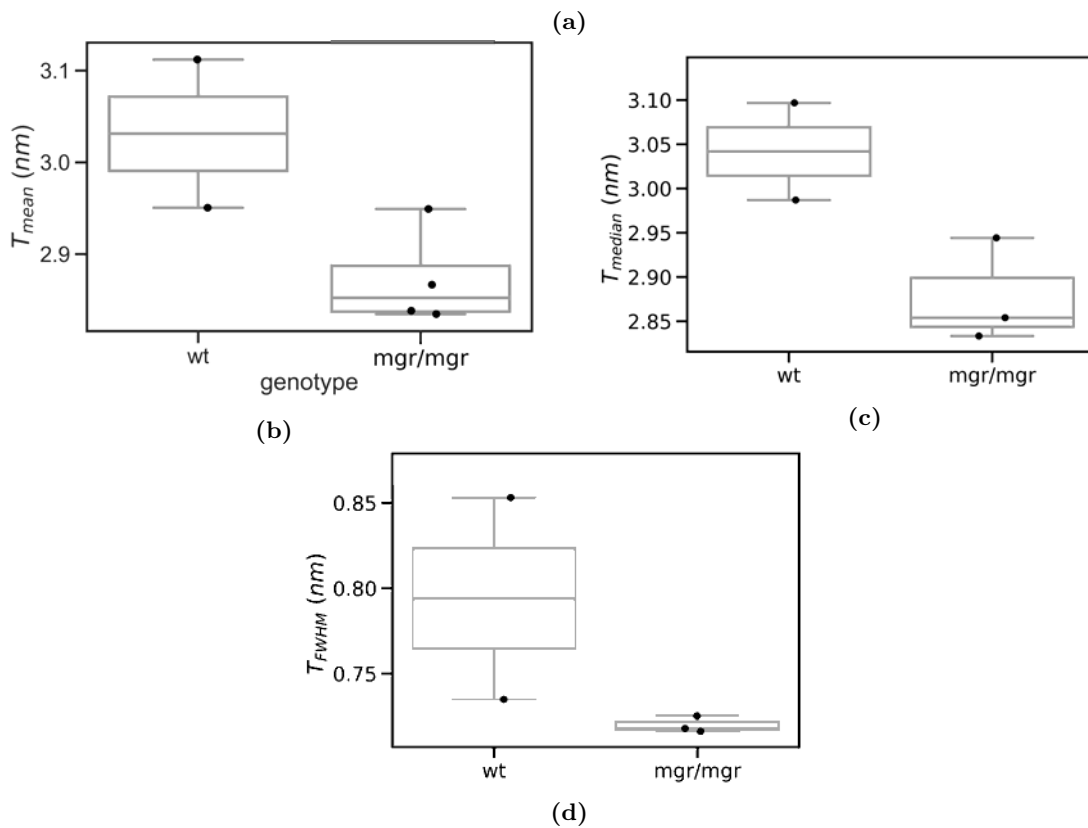 (a)
3.1
3.0
2.9
T_mean (nm)
wt
mgr/mgr
genotype
(b)
3.10
3.05
3.00
2.95
2.90
2.85
T_median (nm)
wt
mgr/mgr
(c)
0.85
0.80
0.75
T_FWHM (nm)
wt
mgr/mgr
(d)